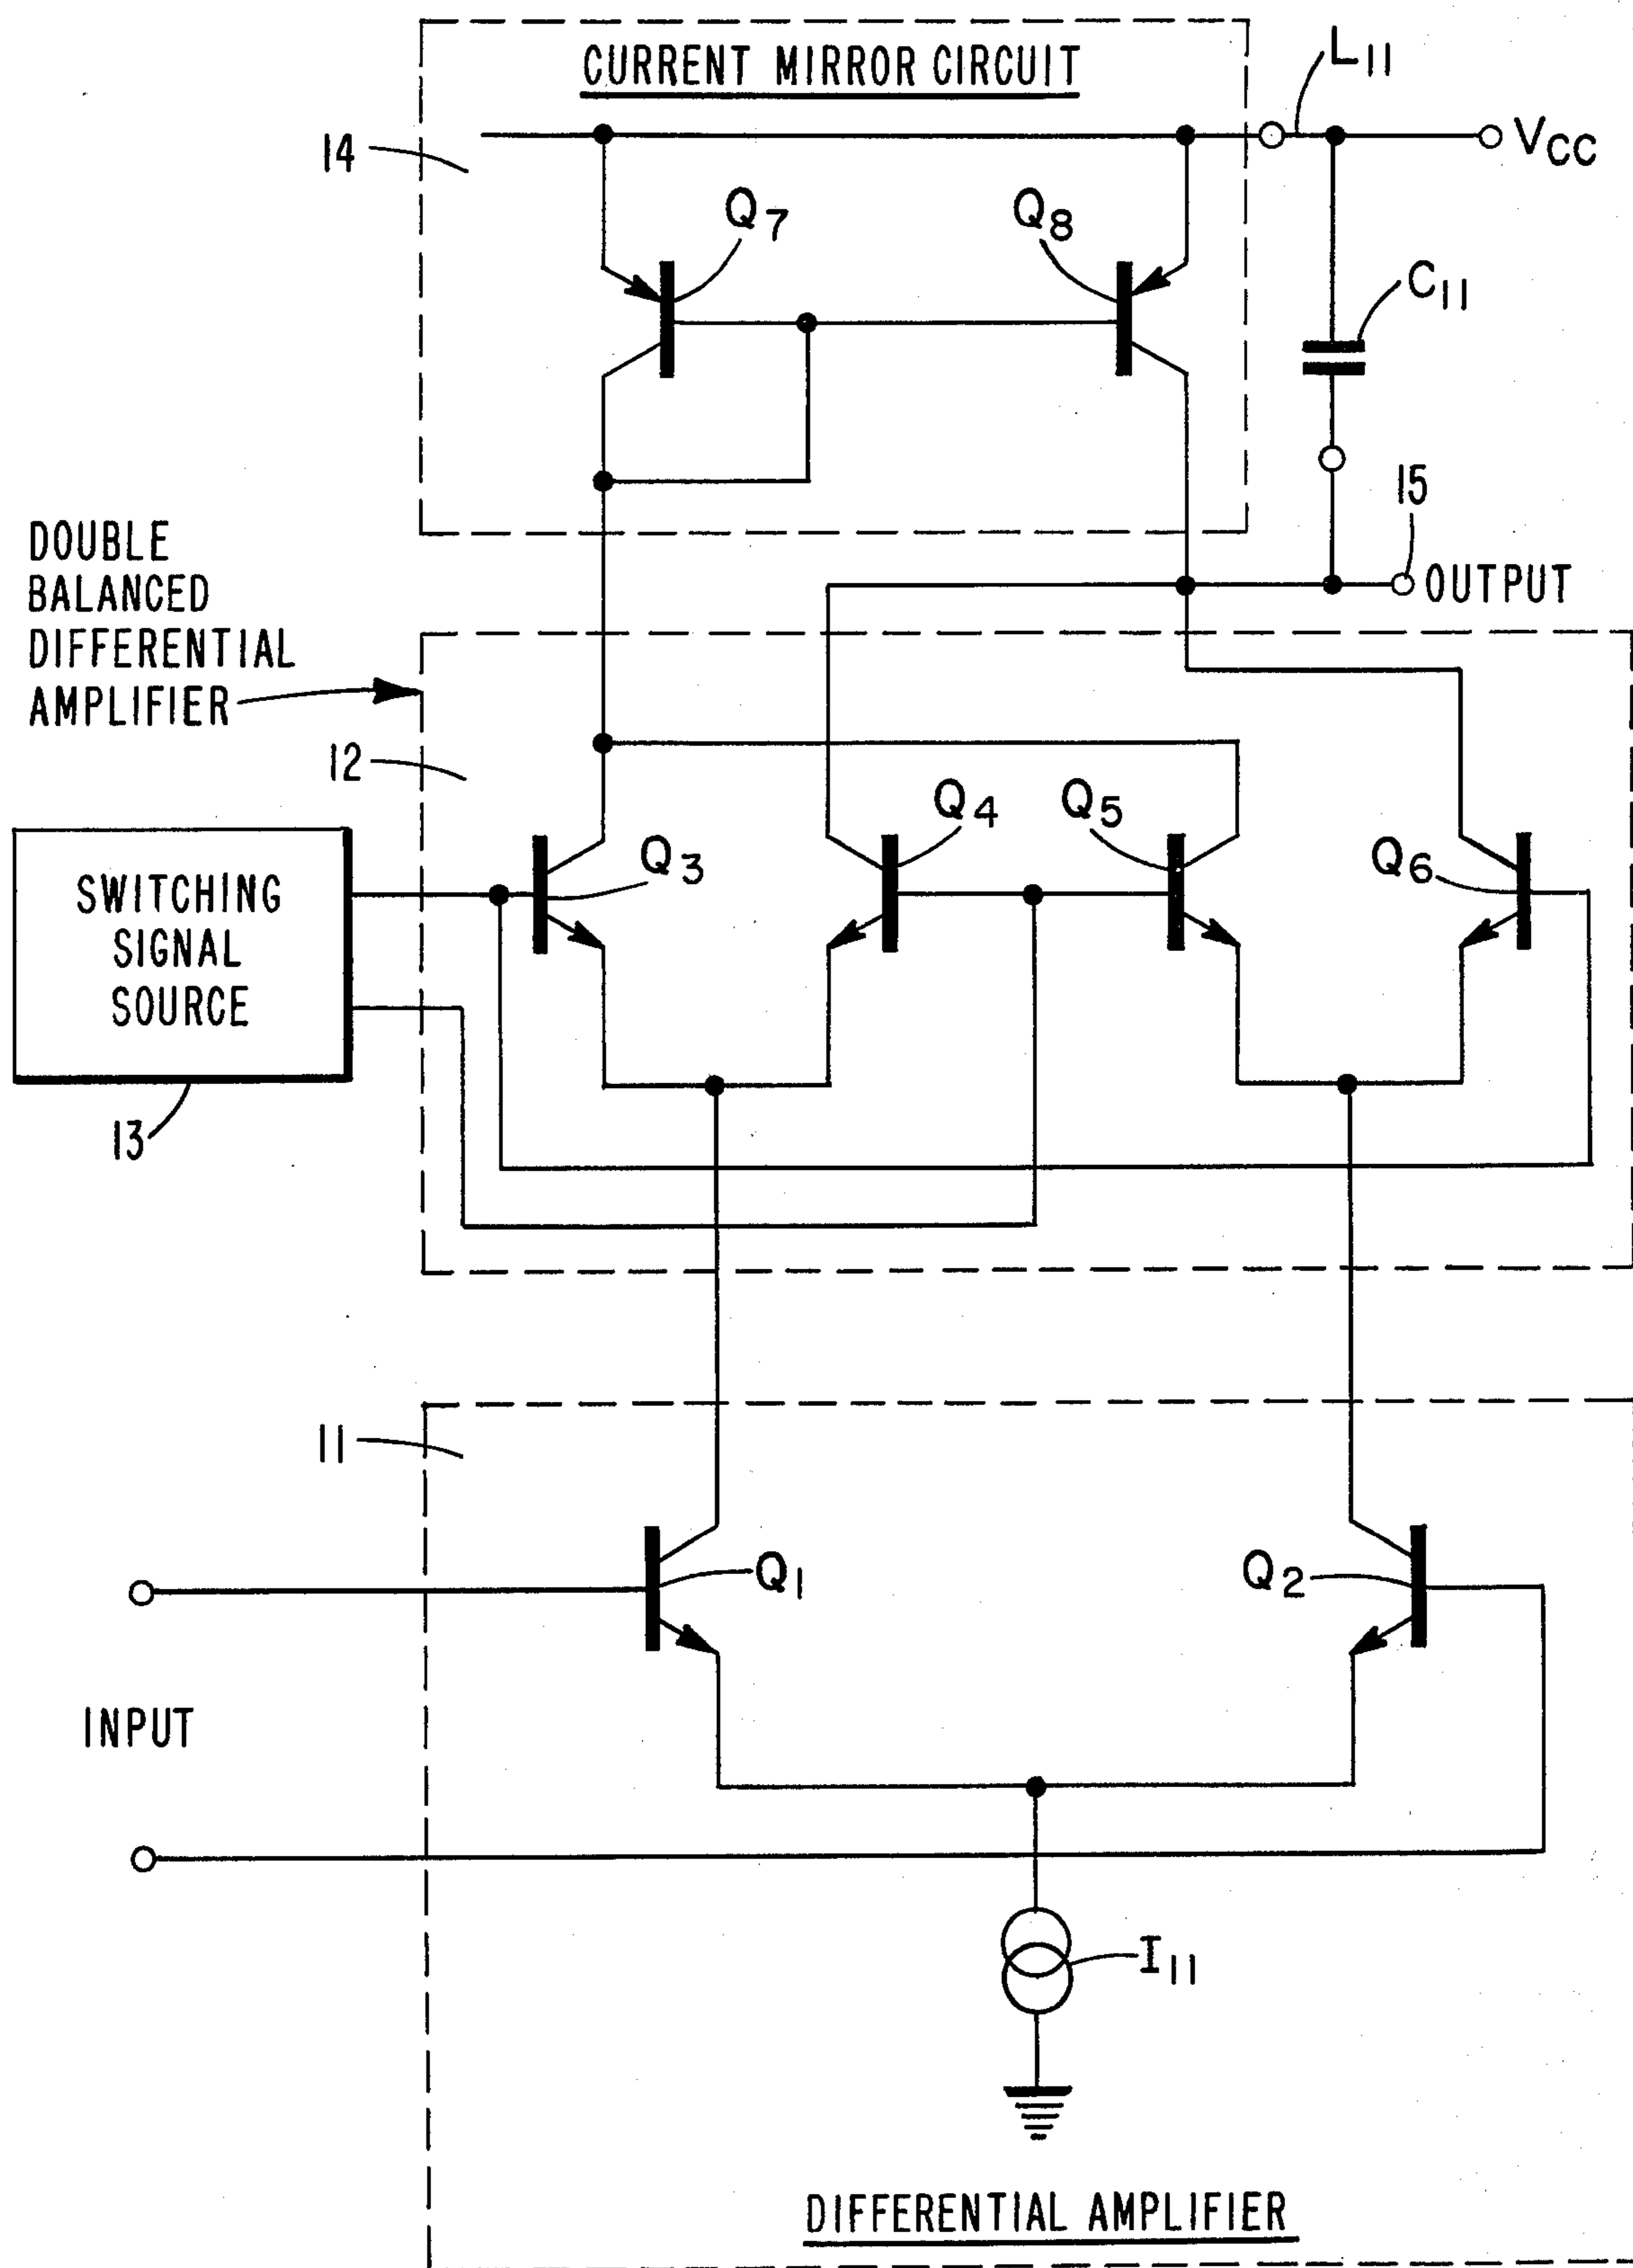 CURRENT MIRROR CIRCUIT
L11
14
VCC
Q7
Q8
C11
15
OUTPUT
DOUBLE
BALANCED
DIFFERENTIAL
AMPLIFIER
12
Q3
Q4
Q5
Q6
SWITCHING
SIGNAL
SOURCE
13
11
Q1
Q2
INPUT
I11
DIFFERENTIAL AMPLIFIER